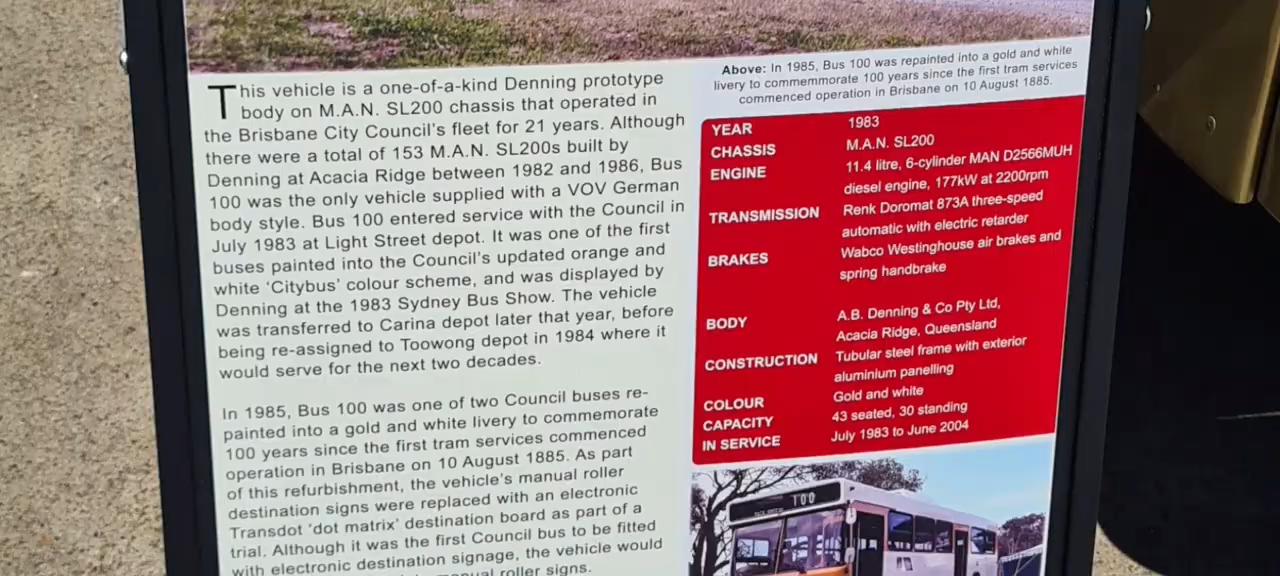 This vehicle is a one-of-a-kind Denning prototype
body on M.A.N. SL200 chassis that operated in
the Brisbane City Council's fleet for 21 years. Although
there were a total of 153 M.A.N. SL200s built by
Denning at Acacia Ridge between 1982 and 1986, Bus
100 was the only vehicle supplied with a VOV German
body style. Bus 100 entered service with the Council in
July 1983 at Light Street depot. It was one of the first
buses painted into the Council's updated orange and
white 'Citybus' colour scheme, and was displayed by
Denning at the 1983 Sydney Bus Show. The vehicle
was transferred to Carina depot later that year, before
being re-assigned to Toowong depot in 1984 where it
would serve for the next two decades.
In 1985, Bus 100 was one of two Council buses re-
painted into a gold and white livery to commemorate
100 years since the first tram services commenced
operation in Brisbane on 10 August 1885. As part
of this refurbishment, the vehicle's manual roller
destination signs were replaced with an electronic
Transdot 'dot matrix' destination board as part of a
trial. Although it was the first Council bus to be fitted
with electronic destination signage, the vehicle would
roller signs.
Above: In 1985, Bus 100 was repainted into a gold and white
livery to commemmorate 100 years since the first tram services
commenced operation in Brisbane on 10 August 1885.
YEAR 1983
CHASSIS M.A.N. SL200
ENGINE 11.4 litre, 6-cylinder MAN D2566MUH
diesel engine, 177kW at 2200rpm
TRANSMISSION Renk Doromat 873A three-speed
automatic with electric retarder
BRAKES Wabco Westinghouse air brakes and
spring handbrake
BODY A.B. Denning & Co Pty Ltd,
Acacia Ridge, Queensland
CONSTRUCTION Tubular steel frame with exterior
aluminium panelling
COLOUR Gold and white
CAPACITY 43 seated, 30 standing
IN SERVICE July 1983 to June 2004
100